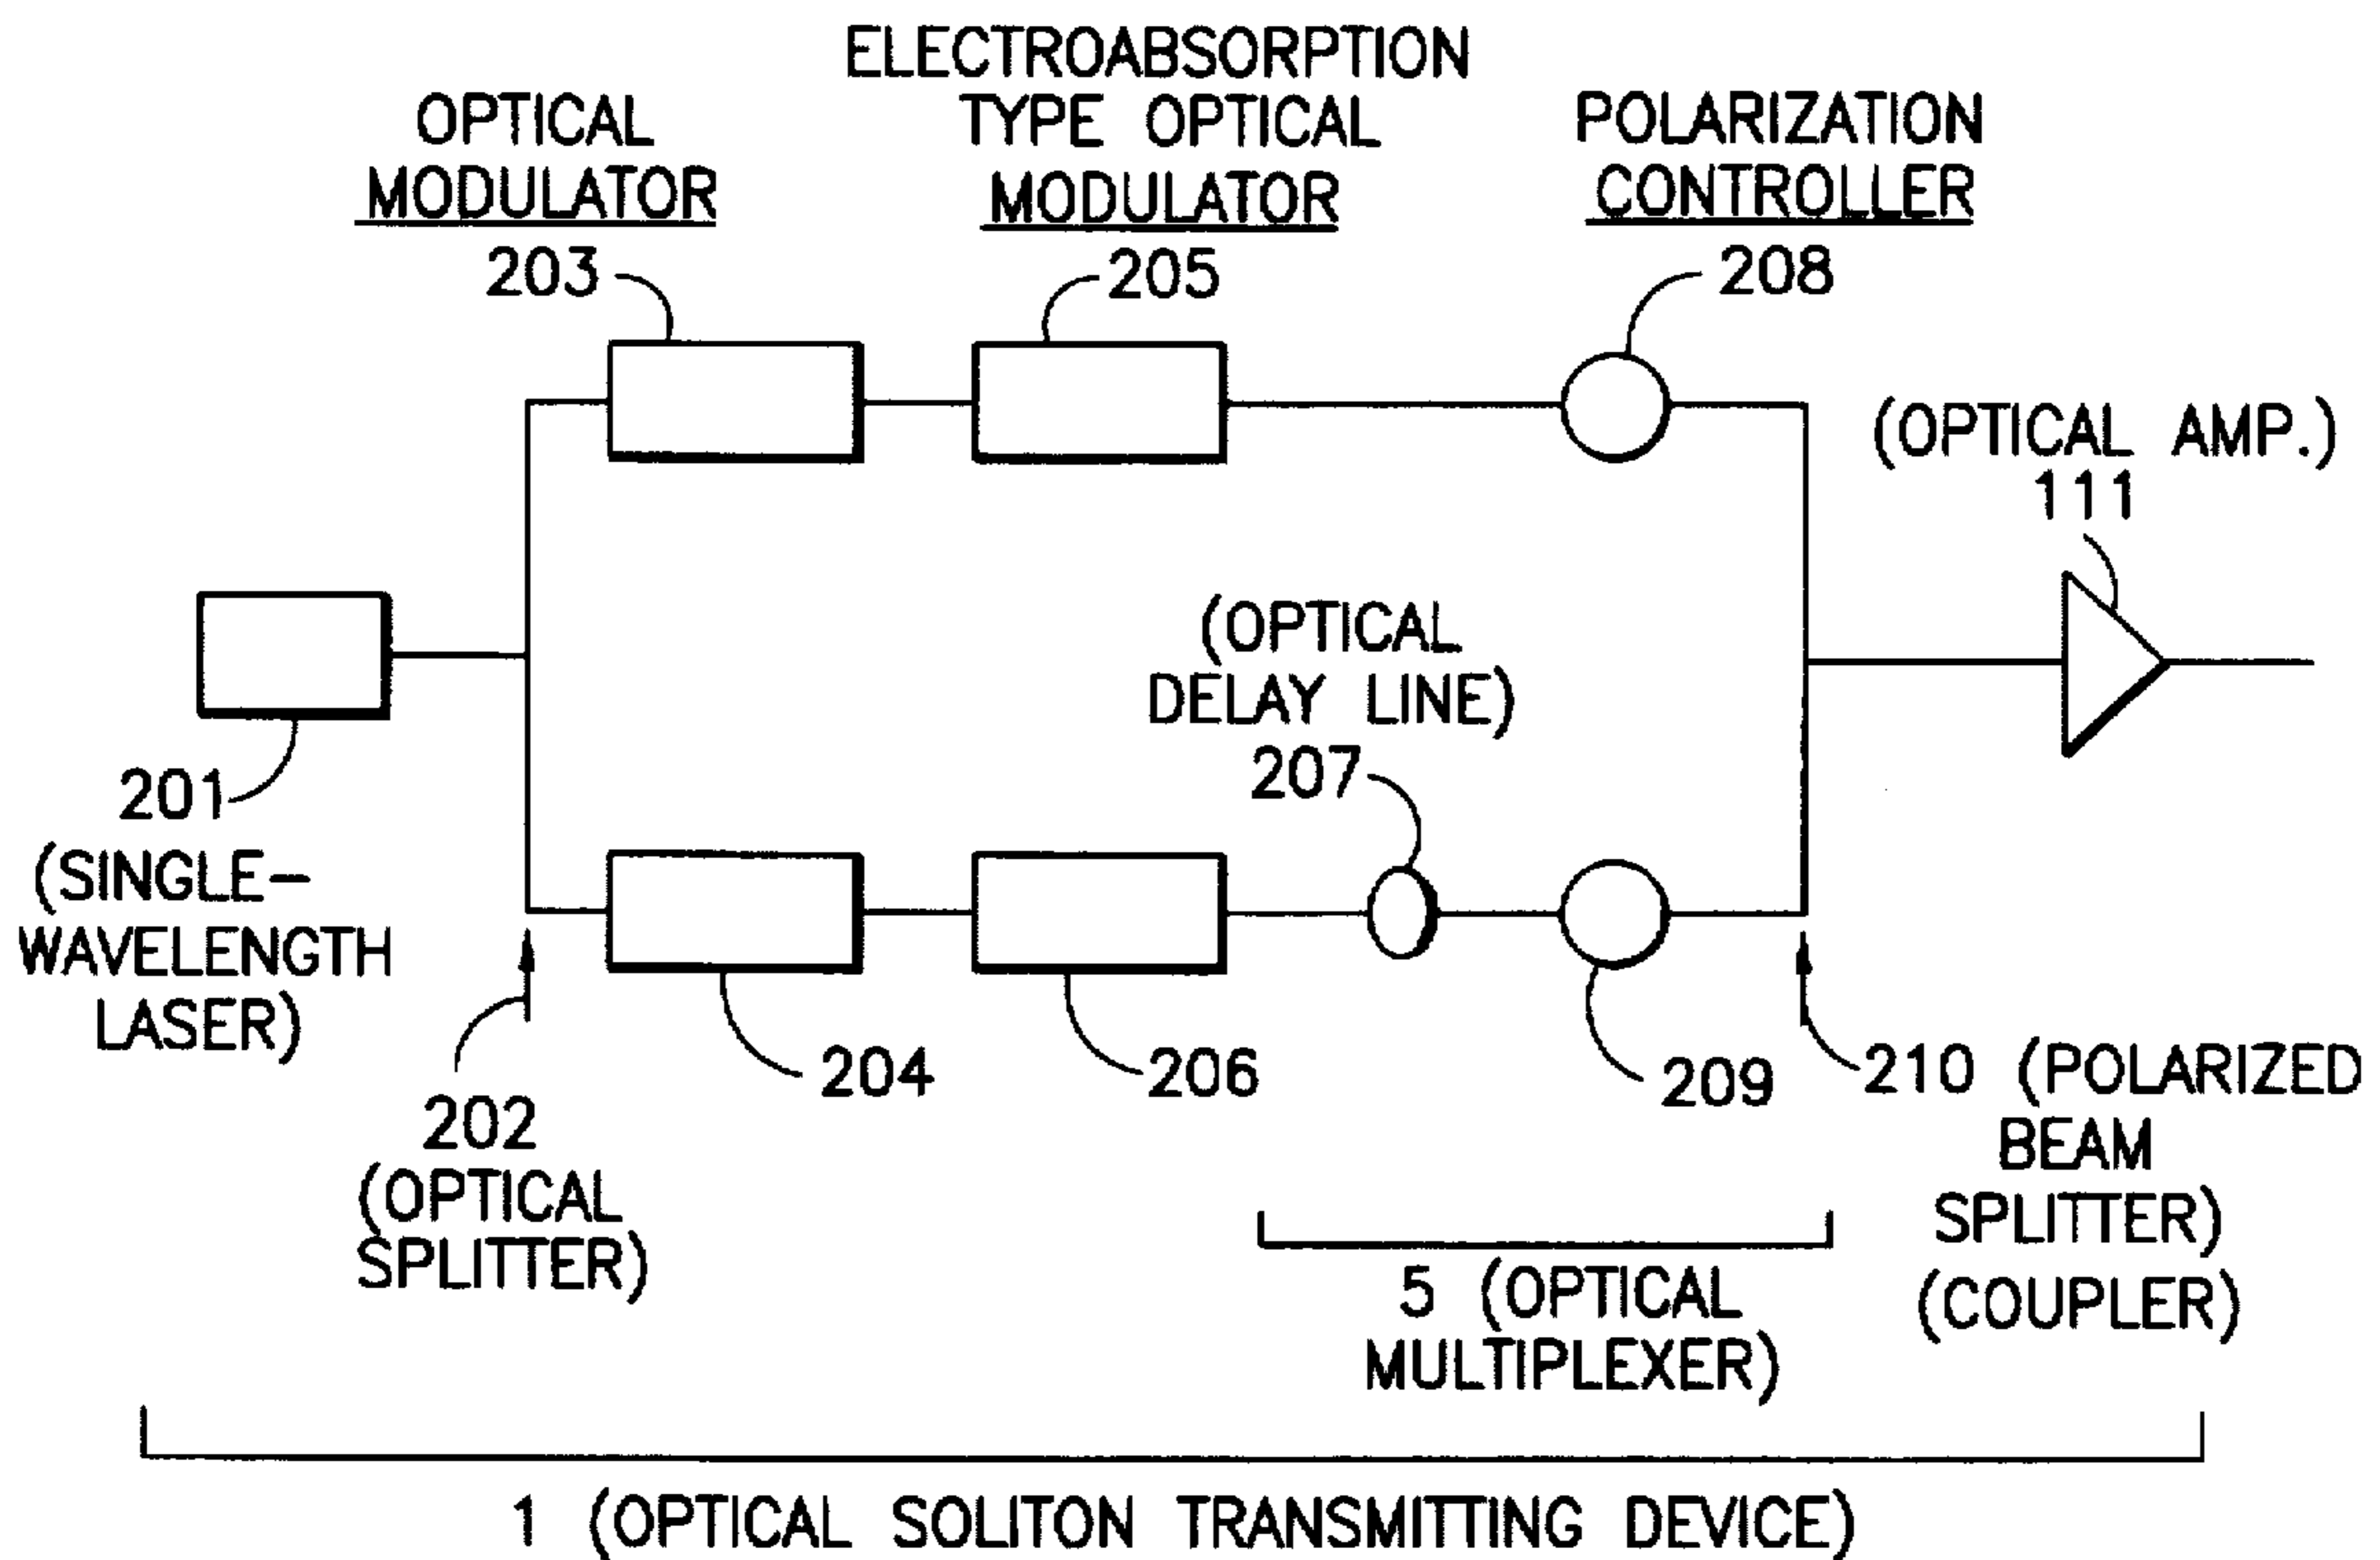 OPTICAL
MODULATOR
203
ELECTROABSORPTION
TYPE OPTICAL
MODULATOR
205
POLARIZATION
CONTROLLER
208
(OPTICAL AMP.)
111
201
(SINGLE-
WAVELENGTH
LASER)
(OPTICAL
DELAY LINE)
207
202
(OPTICAL
SPLITTER)
204
206
209
210 (POLARIZED
BEAM
SPLITTER)
(COUPLER)
5 (OPTICAL
MULTIPLEXER)
1 (OPTICAL SOLITON TRANSMITTING DEVICE)